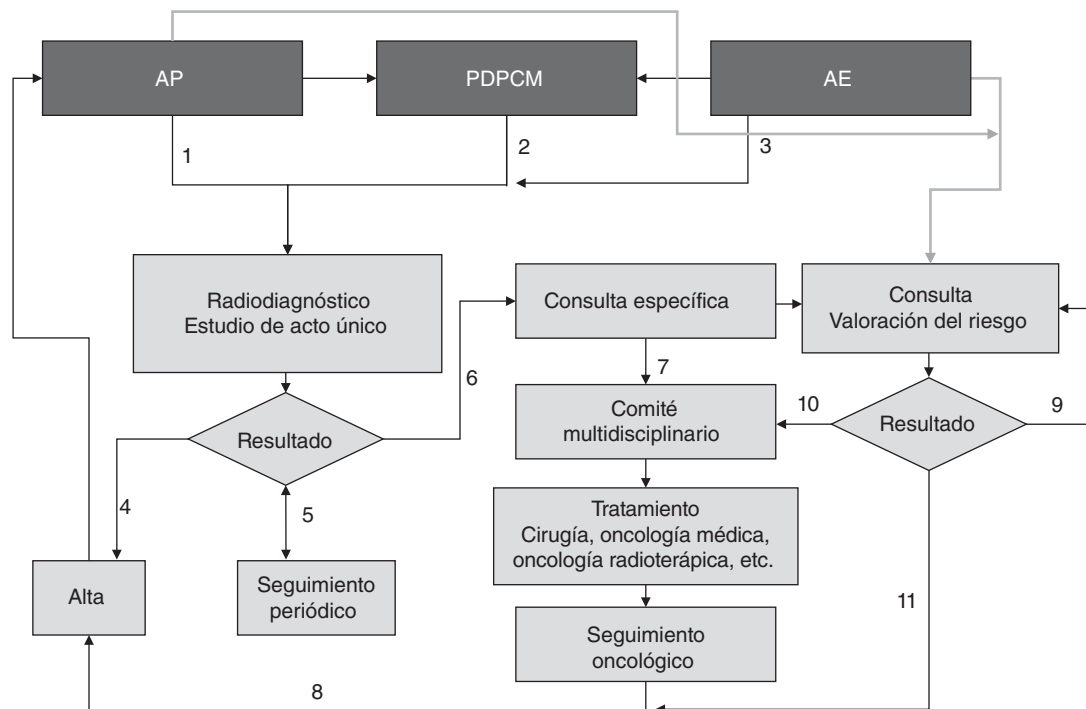 AP
PDPCM
AE
1
2
3
Radiodiagnóstico
Estudio de acto único
Consulta específica
Consulta
Valoración del riesgo
6
7
Resultado
Comité
multidisciplinario
10
Resultado
9
4
5
Tratamiento
Cirugía, oncología médica,
oncología radioterápica, etc.
Alta
Seguimiento
periódico
11
Seguimiento
oncológico
8